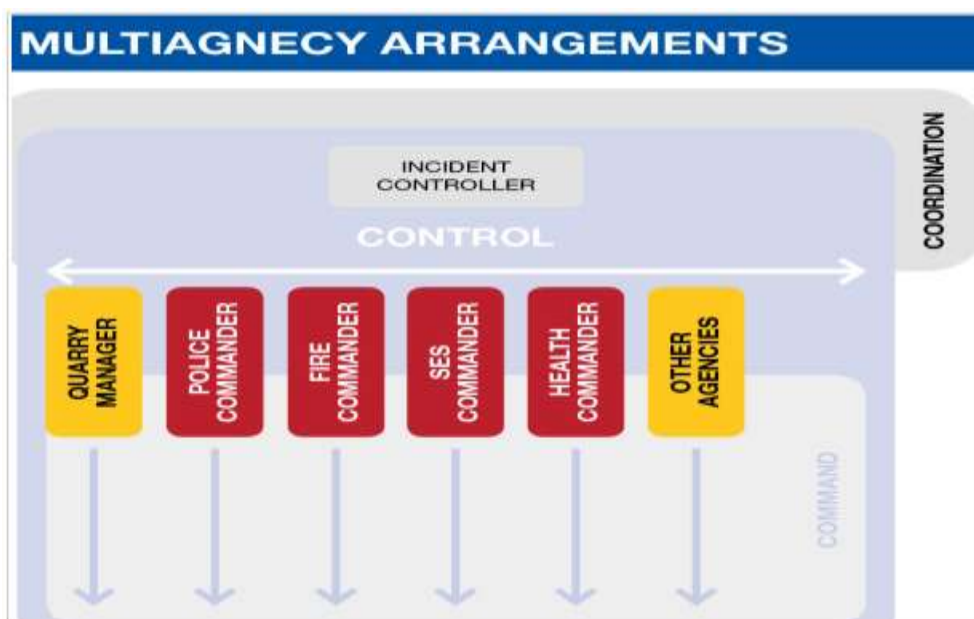 MULTIAGNECY ARRANGEMENTS
COORDINATION
INCIDENT
CONTROLLER
CONTROL
QUARRY
MANAGER
POLICE
COMMANDER
FIRE
COMMANDER
SES
COMMANDER
HEALTH
COMMANDER
OTHER
AGENCIES
COMMAND